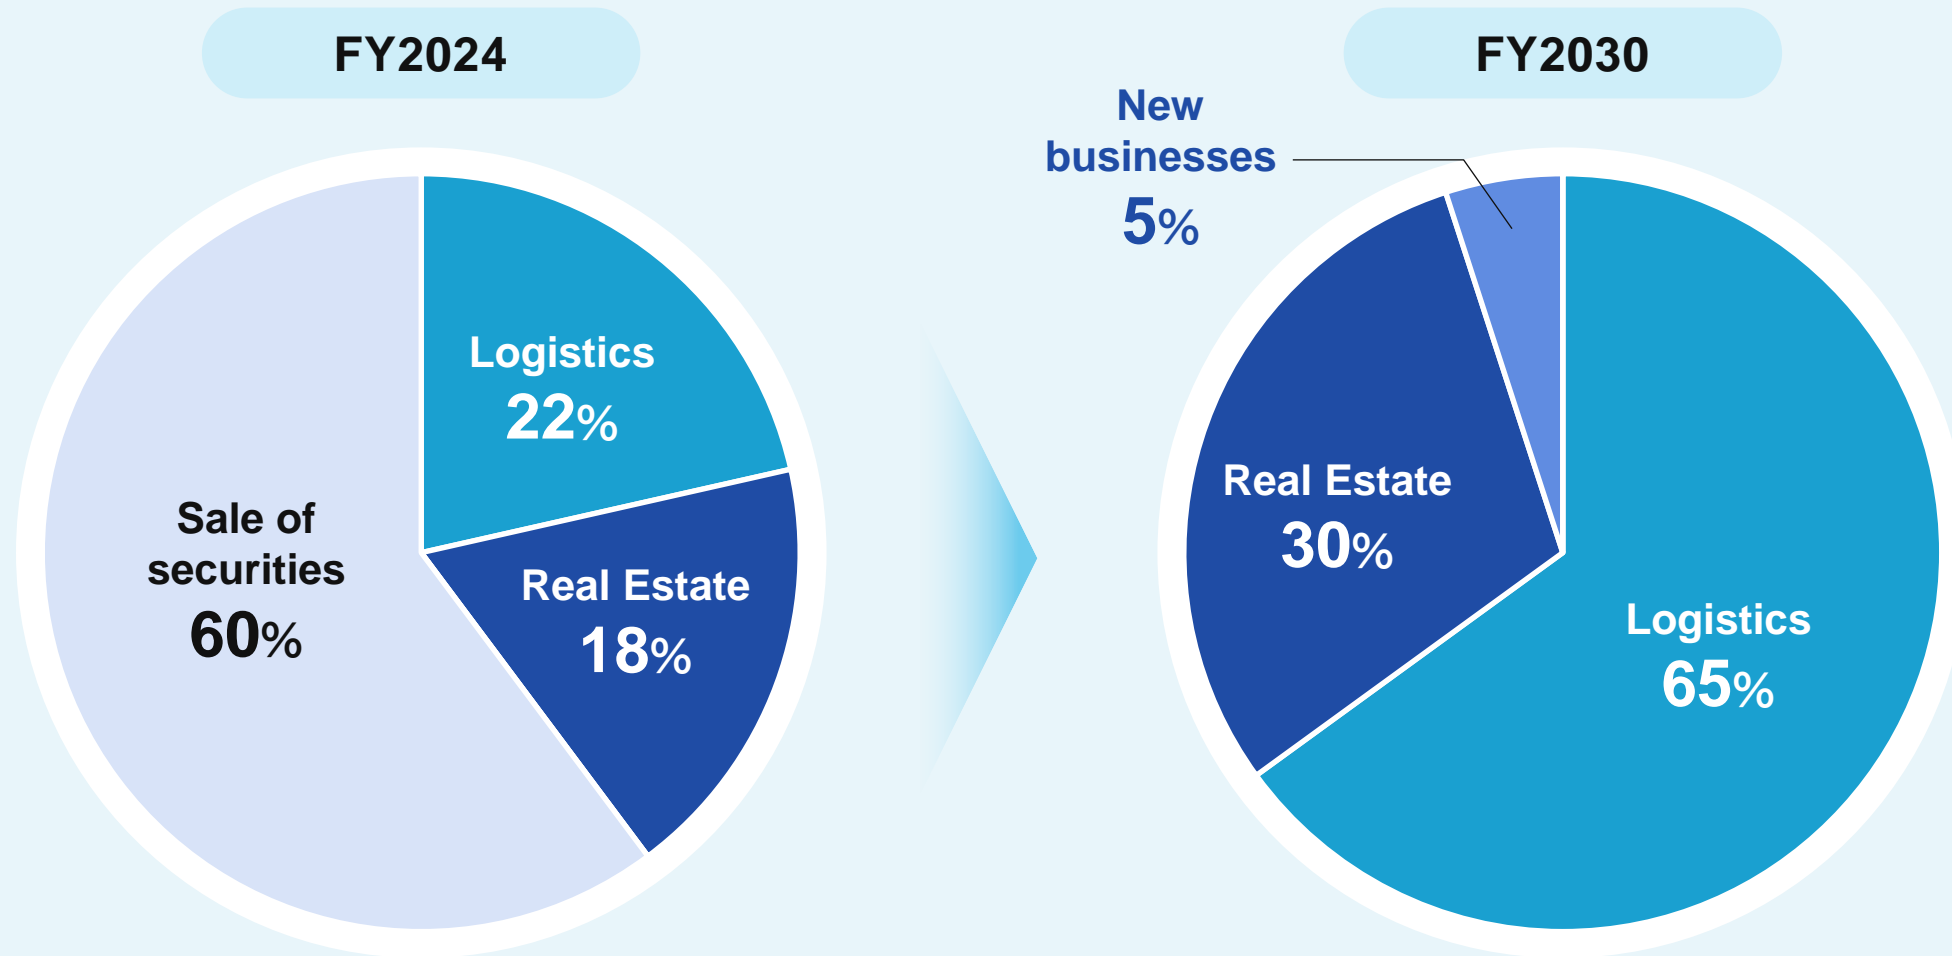 FY2024
Logistics
22%
Real Estate
18%
Sale of
securities
60%
FY2030
New
businesses
5%
Real Estate
30%
Logistics
65%